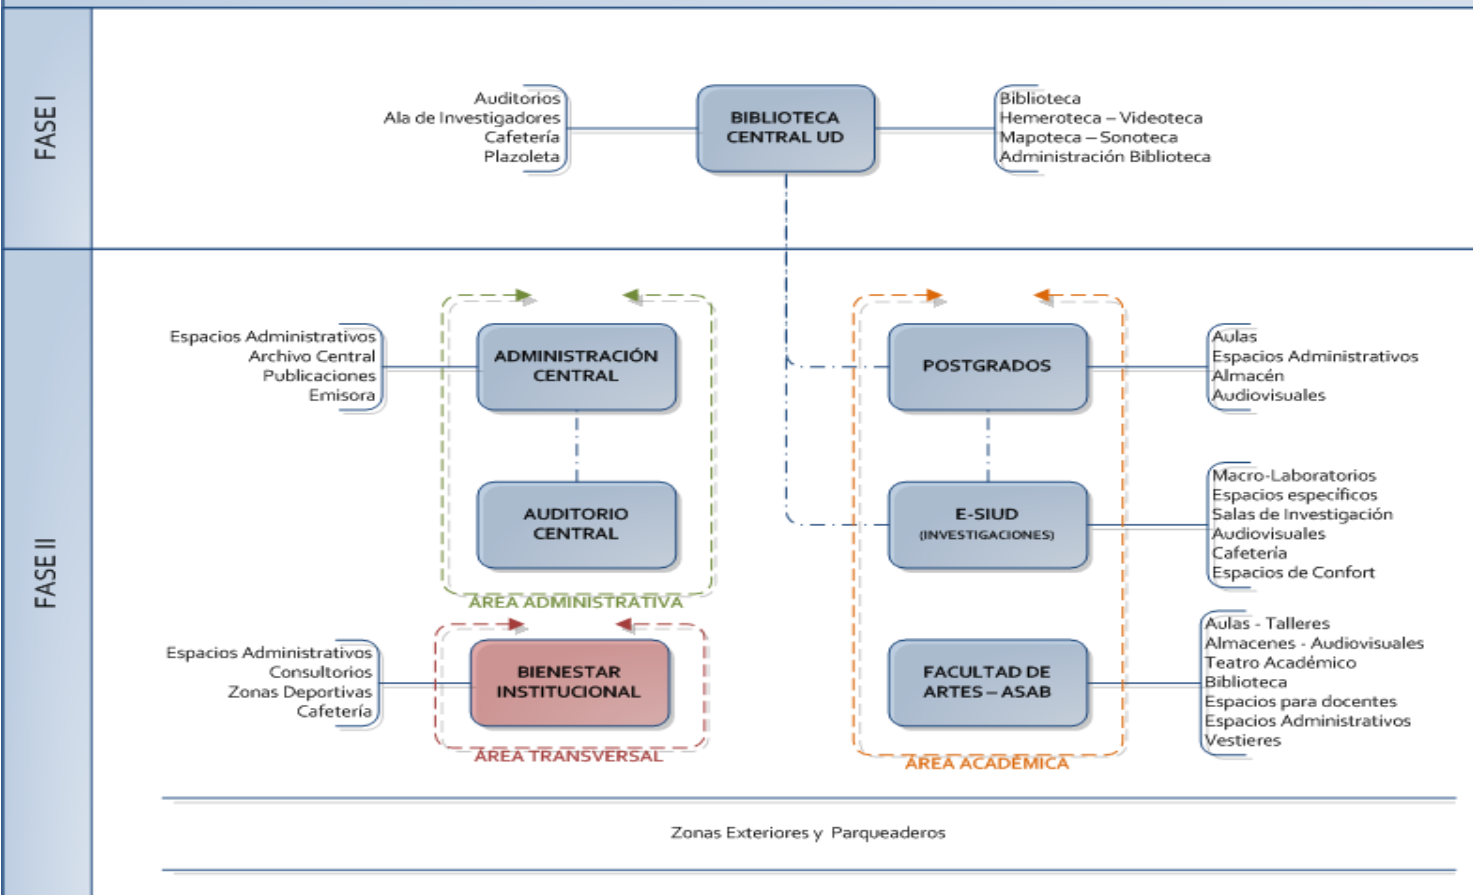 FASE I
Auditorios
Ala de Investigadores
Cafetería
Plazoleta
BIBLIOTECA
CENTRAL UD
Biblioteca
Hemeroteca – Videoteca
Mapoteca – Sonoteca
Administración Biblioteca
FASE II
Espacios Administrativos
Archivo Central
Publicaciones
Emisora
ADMINISTRACIÓN
CENTRAL
AUDITORIO
CENTRAL
ÁREA ADMINISTRATIVA
Espacios Administrativos
Consultorios
Zonas Deportivas
Cafetería
BIENESTAR
INSTITUCIONAL
ÁREA TRANSVERSAL
POSTGRADOS
Aulas
Espacios Administrativos
Almacén
Audiovisuales
E-SIUD
(INVESTIGACIONES)
Macro-Laboratorios
Espacios específicos
Salas de Investigación
Audiovisuales
Cafetería
Espacios de Confort
FACULTAD DE
ARTES – ASAB
Aulas - Talleres
Almacenes - Audiovisuales
Teatro Académico
Biblioteca
Espacios para docentes
Espacios Administrativos
Vestieres
ÁREA ACADÉMICA
Zonas Exteriores y Parqueaderos